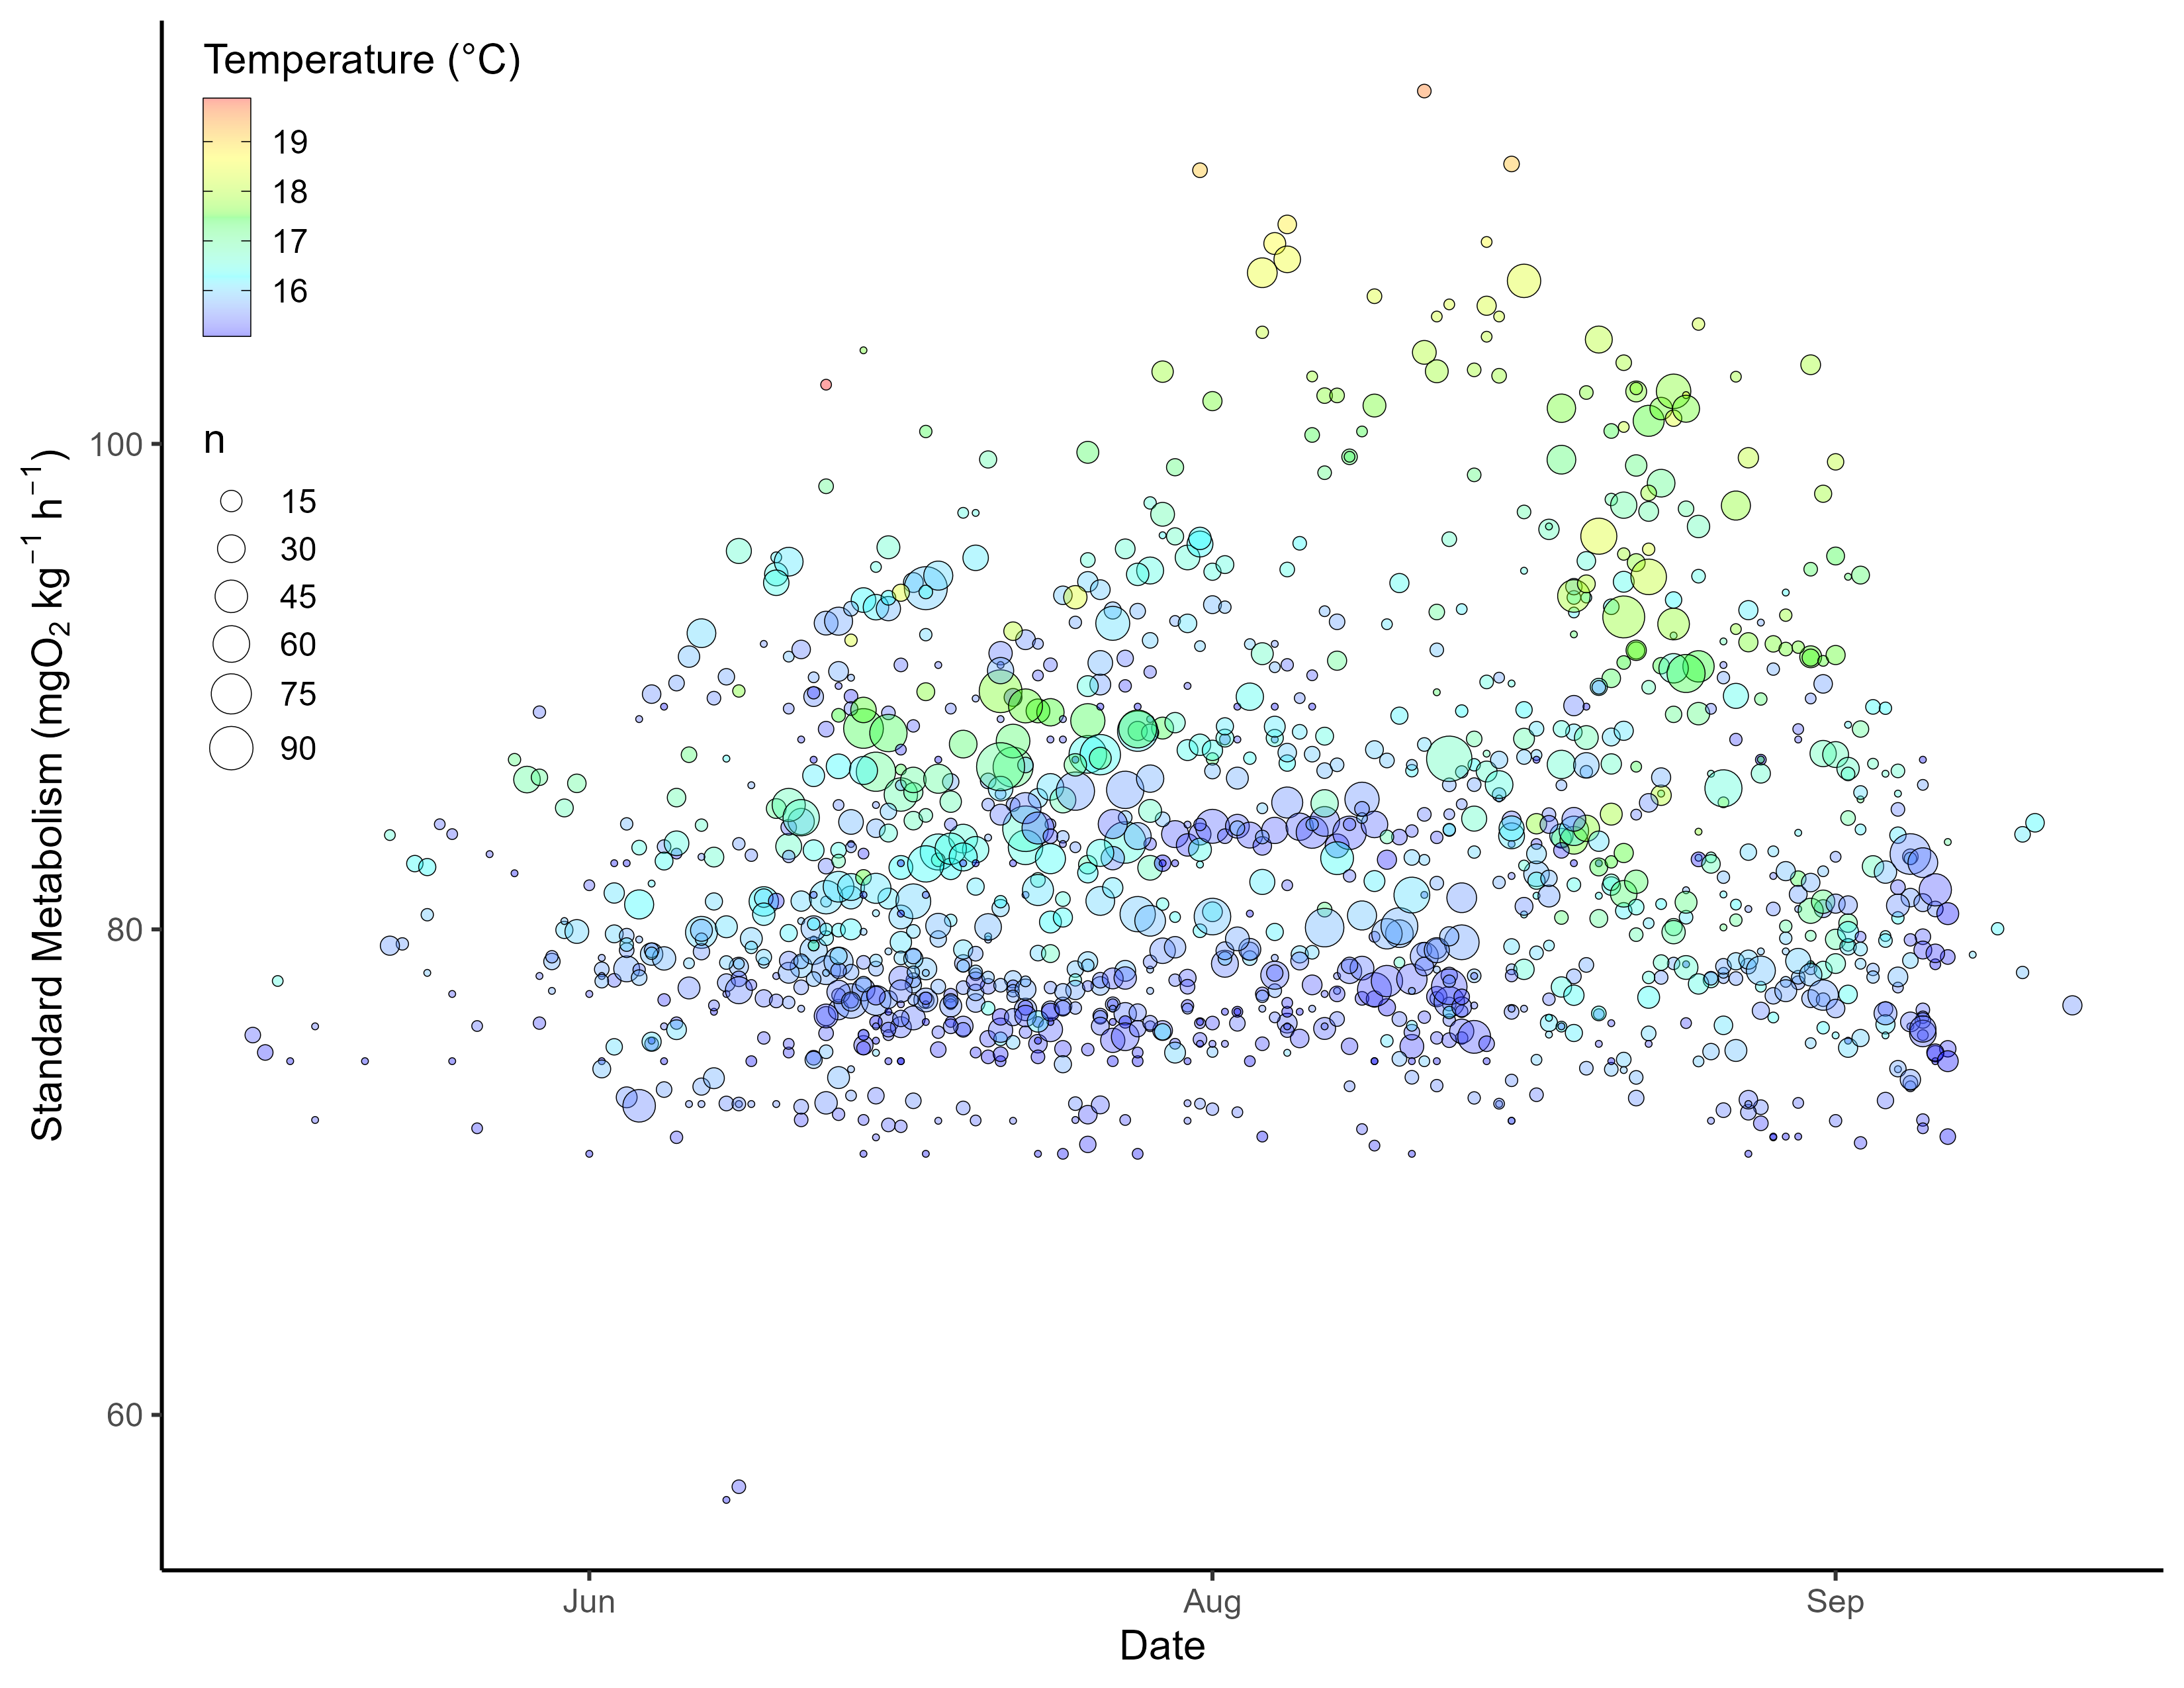 Temperature (°C)
19
18
17
16
n
15
30
45
60
75
90
Standard Metabolism (mgO₂ kg⁻¹ h⁻¹)
100
80
60
Jun
Aug
Sep
Date